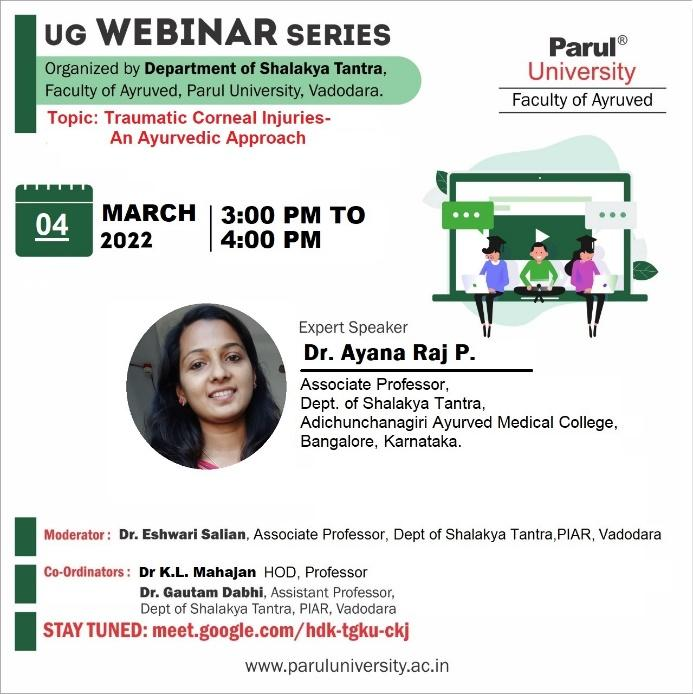 UG WEBINAR SERIES
Organized by Department of Shalakya Tantra,
Faculty of Ayruved, Parul University, Vadodara.
Topic: Traumatic Corneal Injuries-
An Ayurvedic Approach
Parul®
University
Faculty of Ayruved
04
MARCH
2022
3:00 PM TO
4:00 PM
Expert Speaker
Dr. Ayana Raj P.
Associate Professor,
Dept. of Shalakya Tantra,
Adichunchanagiri Ayurved Medical College,
Bangalore, Karnataka.
Moderator : Dr. Eshwari Salian, Associate Professor, Dept of Shalakya Tantra,PIAR, Vadodara
Co-Ordinators : Dr K.L. Mahajan HOD, Professor
Dr. Gautam Dabhi, Assistant Professor,
Dept of Shalakya Tantra, PIAR, Vadodara
STAY TUNED: meet.google.com/hdk-tgku-ckj
www.paruluniversity.ac.in